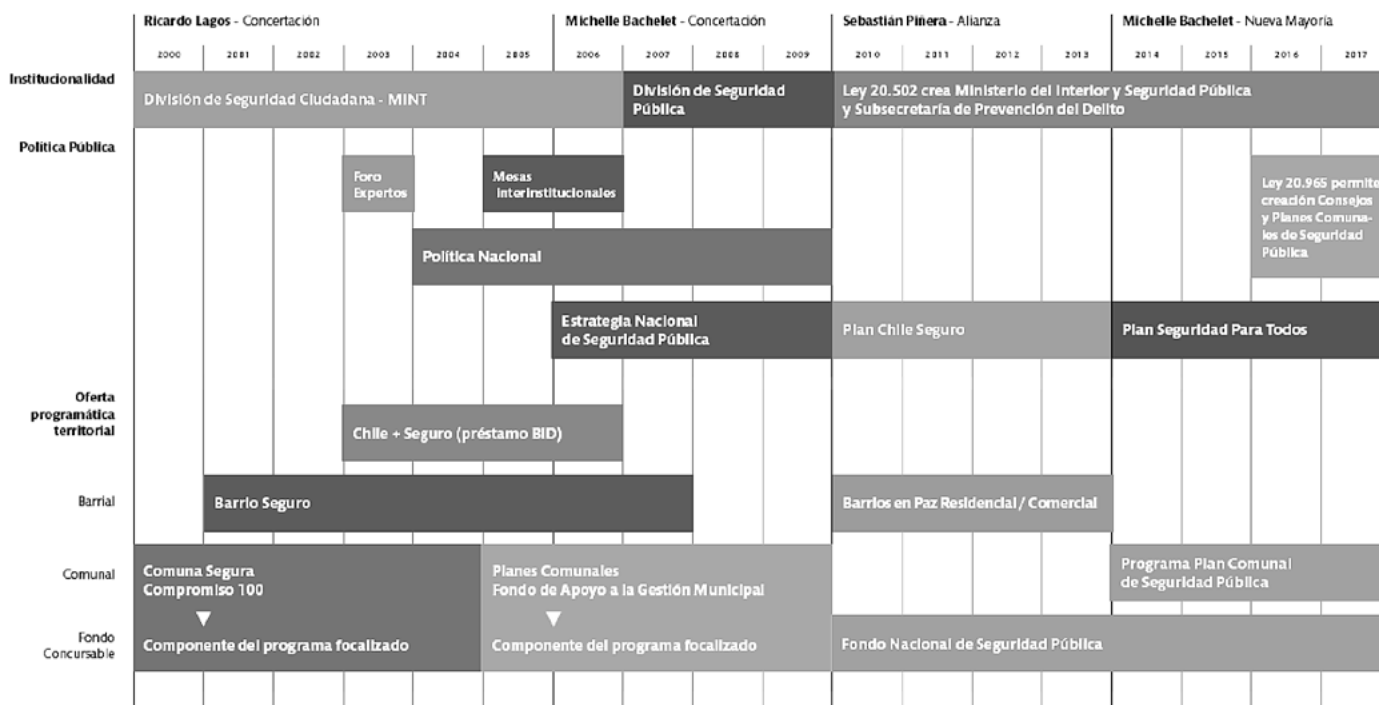 Ricardo Lagos - Concertación
Michelle Bachelet - Concertación
Sebastián Piñera - Alianza
Michelle Bachelet - Nueva Mayoría
2000 2001 2002 2003 2004 2005 2006 2007 2008 2009 2010 2011 2012 2013 2014 2015 2016 2017
Institucionalidad
División de Seguridad Ciudadana - MINT
División de Seguridad
Pública
Ley 20.502 crea Ministerio del Interior y Seguridad Pública
y Subsecretaría de Prevención del Delito
Política Pública
Foro
Expertos
Mesas
Interinstitucionales
Ley 20.965 permite
creación Consejos
y Planes Comuna-
les de Seguridad
Pública
Política Nacional
Estrategia Nacional
de Seguridad Pública
Plan Chile Seguro
Plan Seguridad Para Todos
Oferta
programática
territorial
Chile + Seguro (préstamo BID)
Barrial
Barrio Seguro
Barrios en Paz Residencial / Comercial
Comunal
Comuna Segura
Compromiso 100
Planes Comunales
Fondo de Apoyo a la Gestión Municipal
Programa Plan Comunal
de Seguridad Pública
Fondo
Concursable
Componente del programa focalizado
Componente del programa focalizado
Fondo Nacional de Seguridad Pública